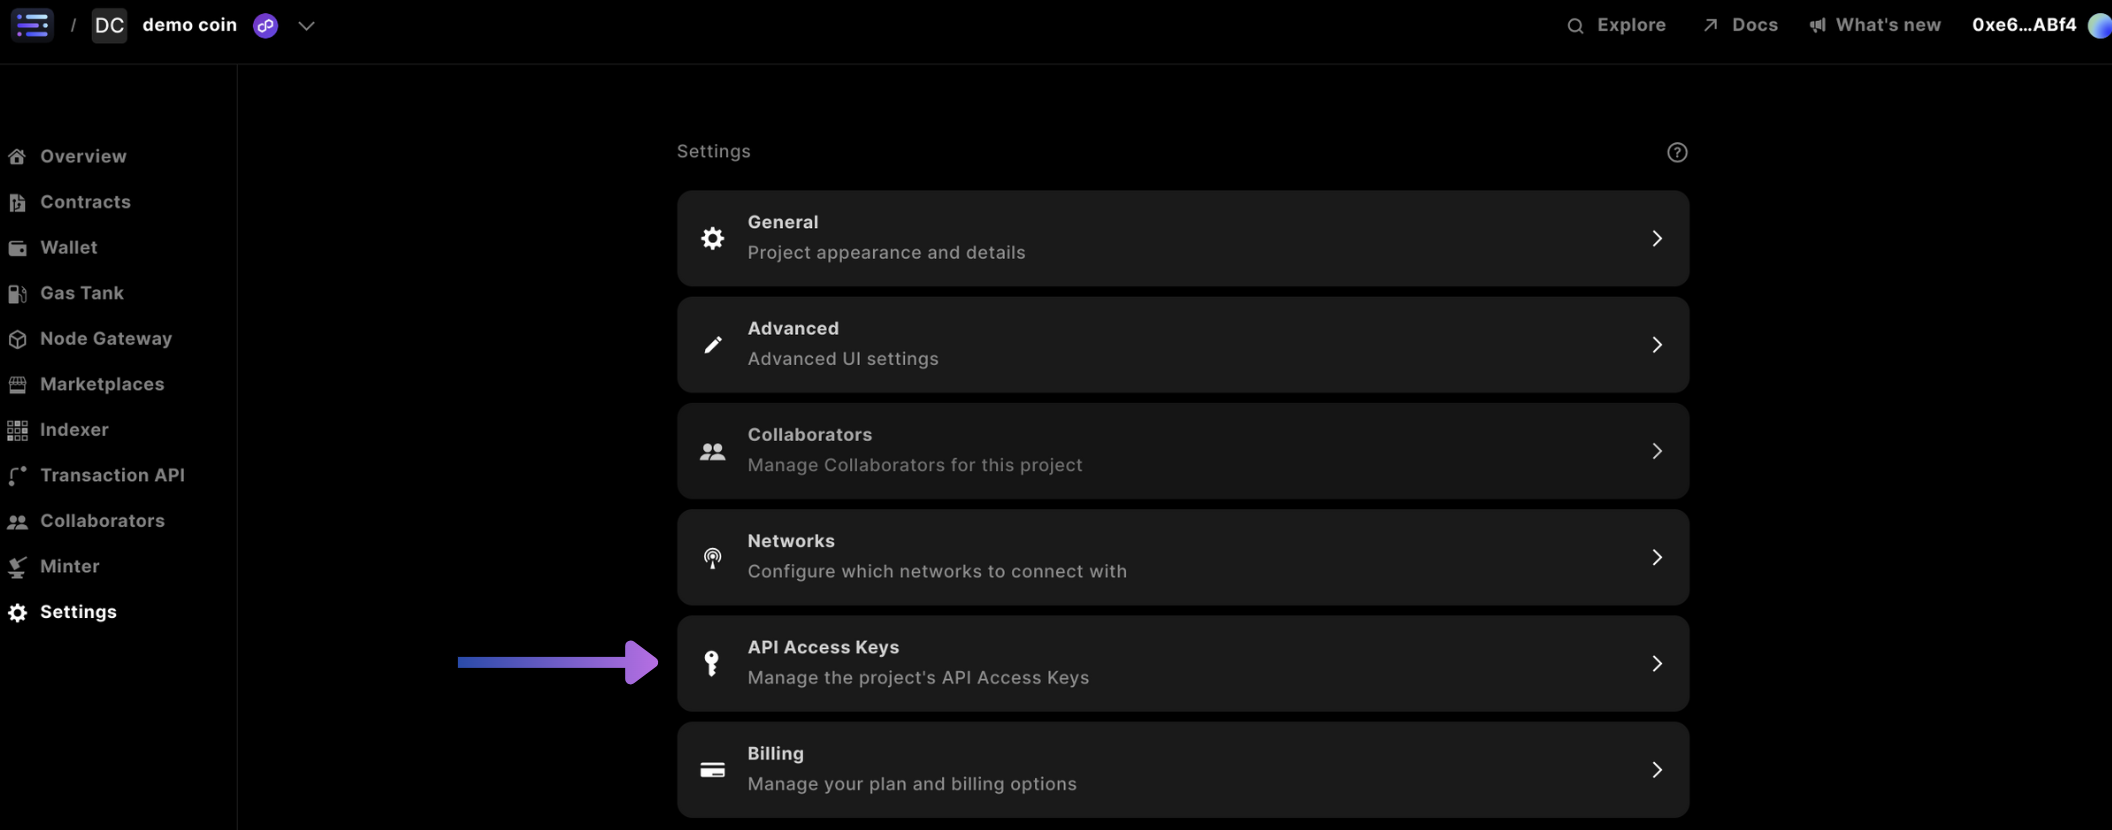 / DC demo coin
Explore Docs What's new 0xe6...ABf4
Overview
Contracts
Wallet
Gas Tank
Node Gateway
Marketplaces
Indexer
Transaction API
Collaborators
Minter
Settings
Settings ?
General
Project appearance and details
Advanced
Advanced UI settings
Collaborators
Manage Collaborators for this project
Networks
Configure which networks to connect with
API Access Keys
Manage the project's API Access Keys
Billing
Manage your plan and billing options